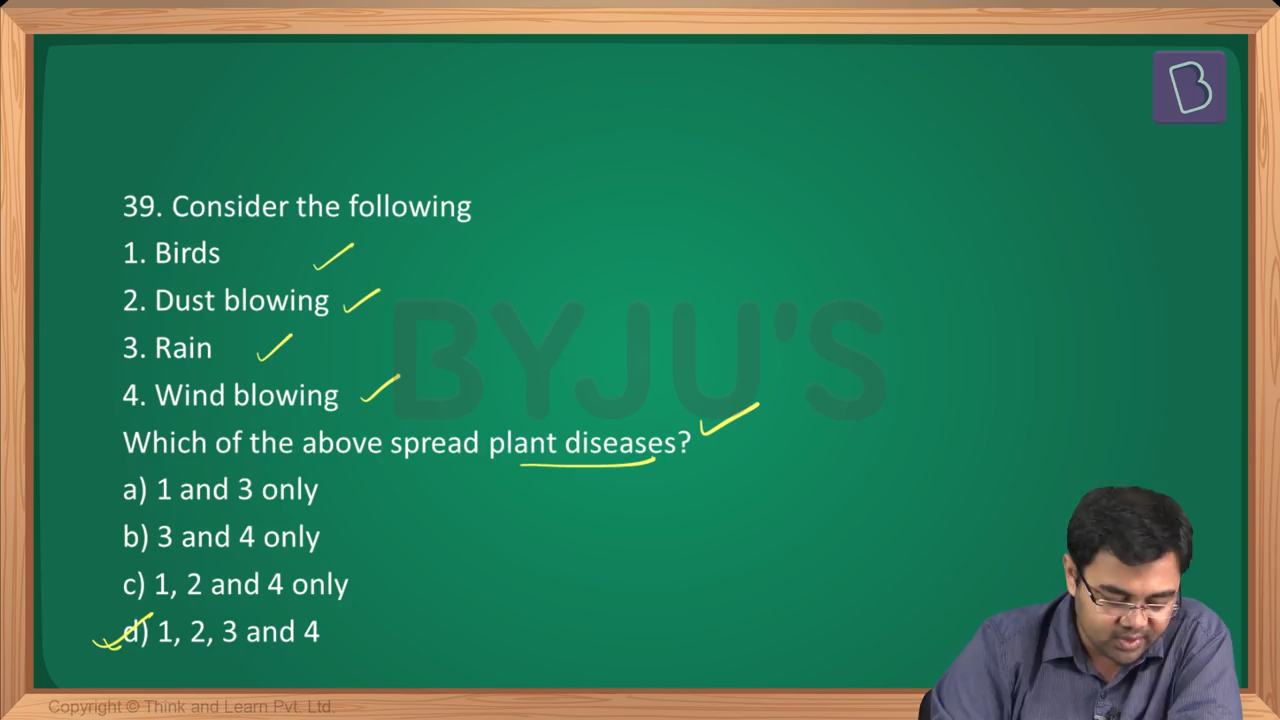 B
39. Consider the following
1. Birds
2. Dust blowing
3. Rain
4. Wind blowing
BYJU'S
Which of the above spread plant diseases?
a) 1 and 3 only
b) 3 and 4 only
c) 1, 2 and 4 only
d) 1, 2, 3 and 4
Copyright © Think and Learn Pvt. Ltd.